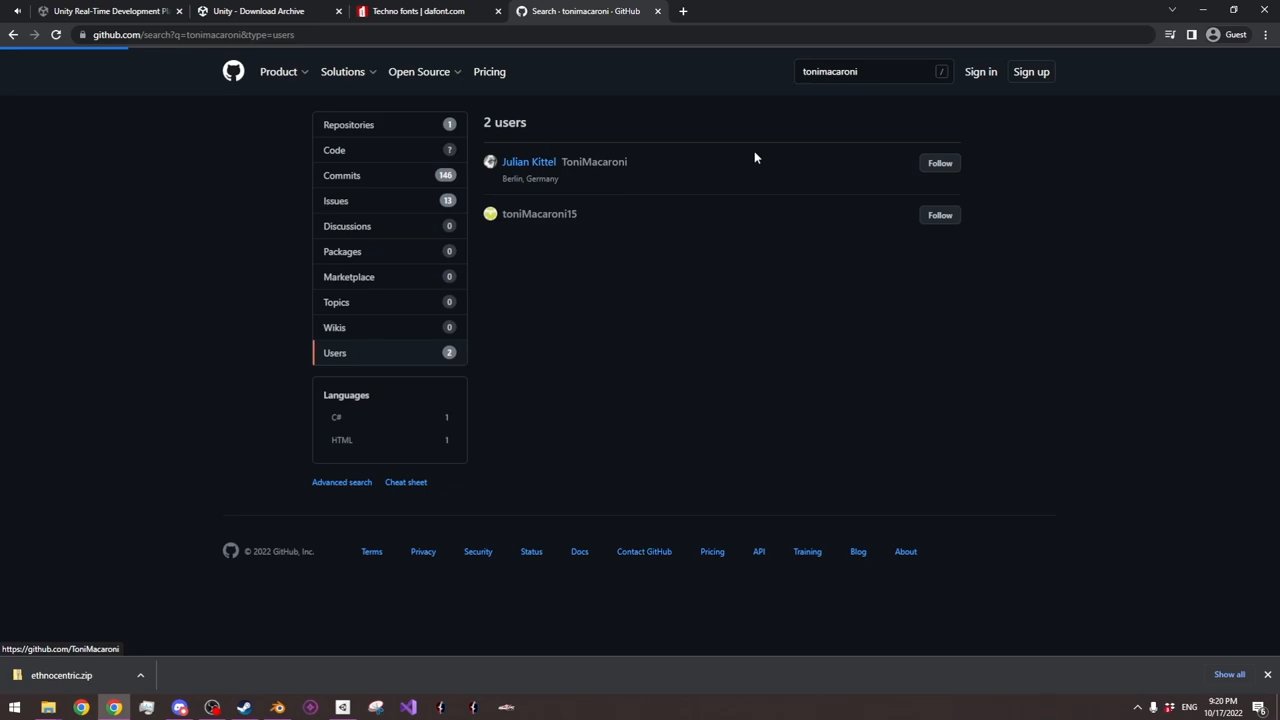 Unity Real-Time Development Pl
Unity - Download Archive
Techno fonts | dafont.com
Search · tonimacaroni · GitHub
github.com/search?q=tonimacaroni&type=users
Guest
Product
Solutions
Open Source
Pricing
tonimacaroni
/
Sign in
Sign up
Repositories 1
Code ?
Commits 146
Issues 13
Discussions 0
Packages 0
Marketplace 0
Topics 0
Wikis 0
Users 2
Languages
C# 1
HTML 1
Advanced search
Cheat sheet
2 users
Julian Kittel ToniMacaroni
Follow
Berlin, Germany
toniMacaroni15
Follow
© 2022 GitHub, Inc.
Terms
Privacy
Security
Status
Docs
Contact GitHub
Pricing
API
Training
Blog
About
https://github.com/ToniMacaroni
ethnocentric.zip
Show all
ENG
9:20 PM
10/17/2022